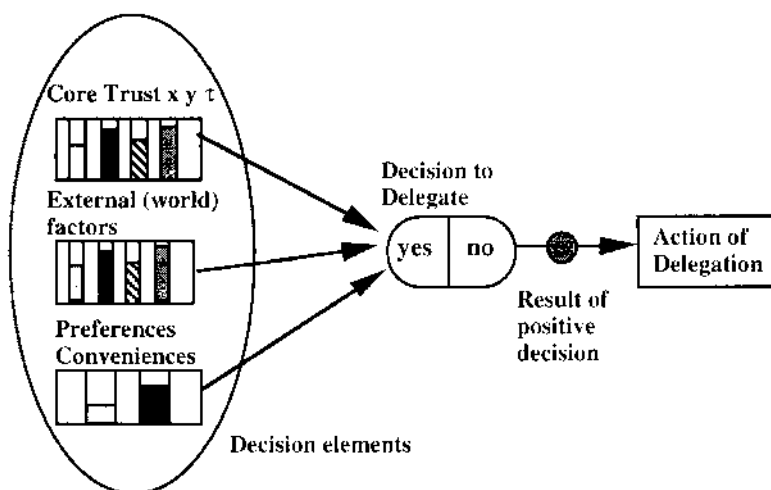 Core Trust x y τ
External (world)
factors
Preferences
Conveniences
Decision elements
Decision to
Delegate
yes
no
Result of
positive
decision
Action of
Delegation